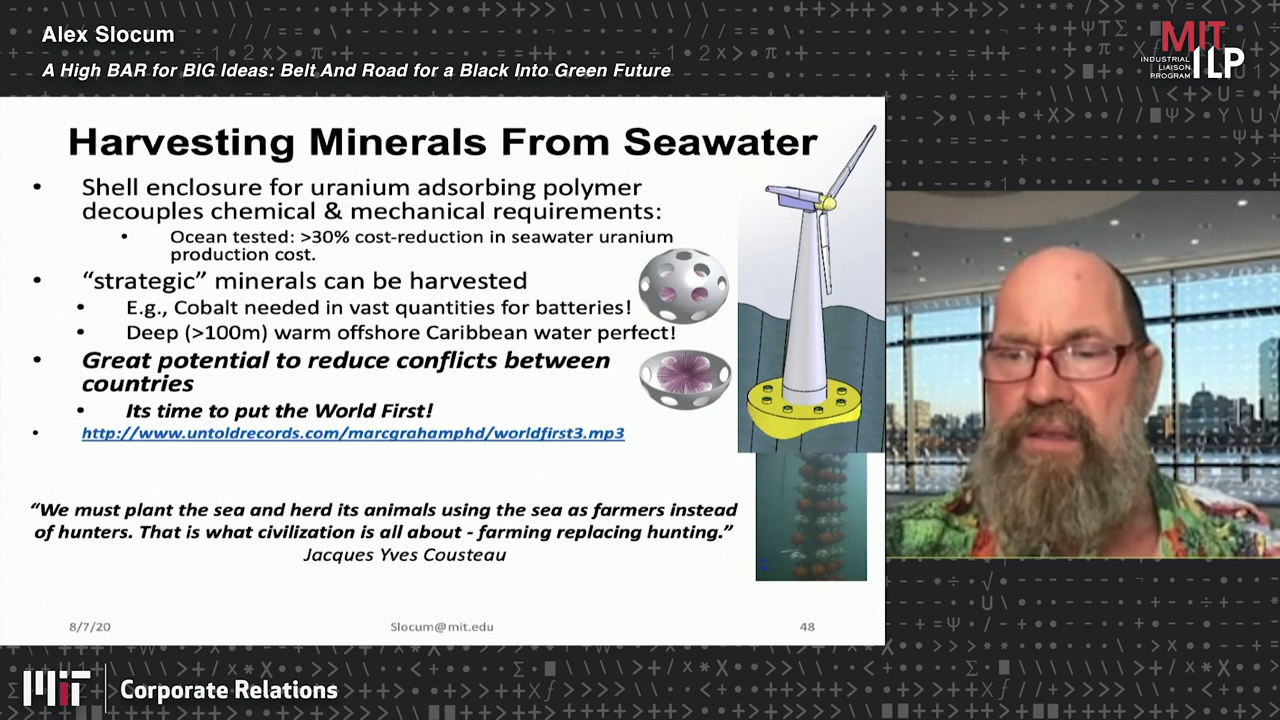 Alex Slocum
A High BAR for BIG Ideas: Belt And Road for a Black Into Green Future
MIT
INDUSTRIAL
LIAISON
PROGRAM
ILP
Harvesting Minerals From Seawater
• Shell enclosure for uranium adsorbing polymer
decouples chemical & mechanical requirements:
• Ocean tested: >30% cost-reduction in seawater uranium
production cost.
• “strategic” minerals can be harvested
• E.g., Cobalt needed in vast quantities for batteries!
• Deep (>100m) warm offshore Caribbean water perfect!
• Great potential to reduce conflicts between
countries
• Its time to put the World First!
• http://www.untoldrecords.com/marcgrahamphd/worldfirst3.mp3
“We must plant the sea and herd its animals using the sea as farmers instead
of hunters. That is what civilization is all about - farming replacing hunting.”
Jacques Yves Cousteau
8/7/20
Slocum@mit.edu
48
MIT
Corporate Relations